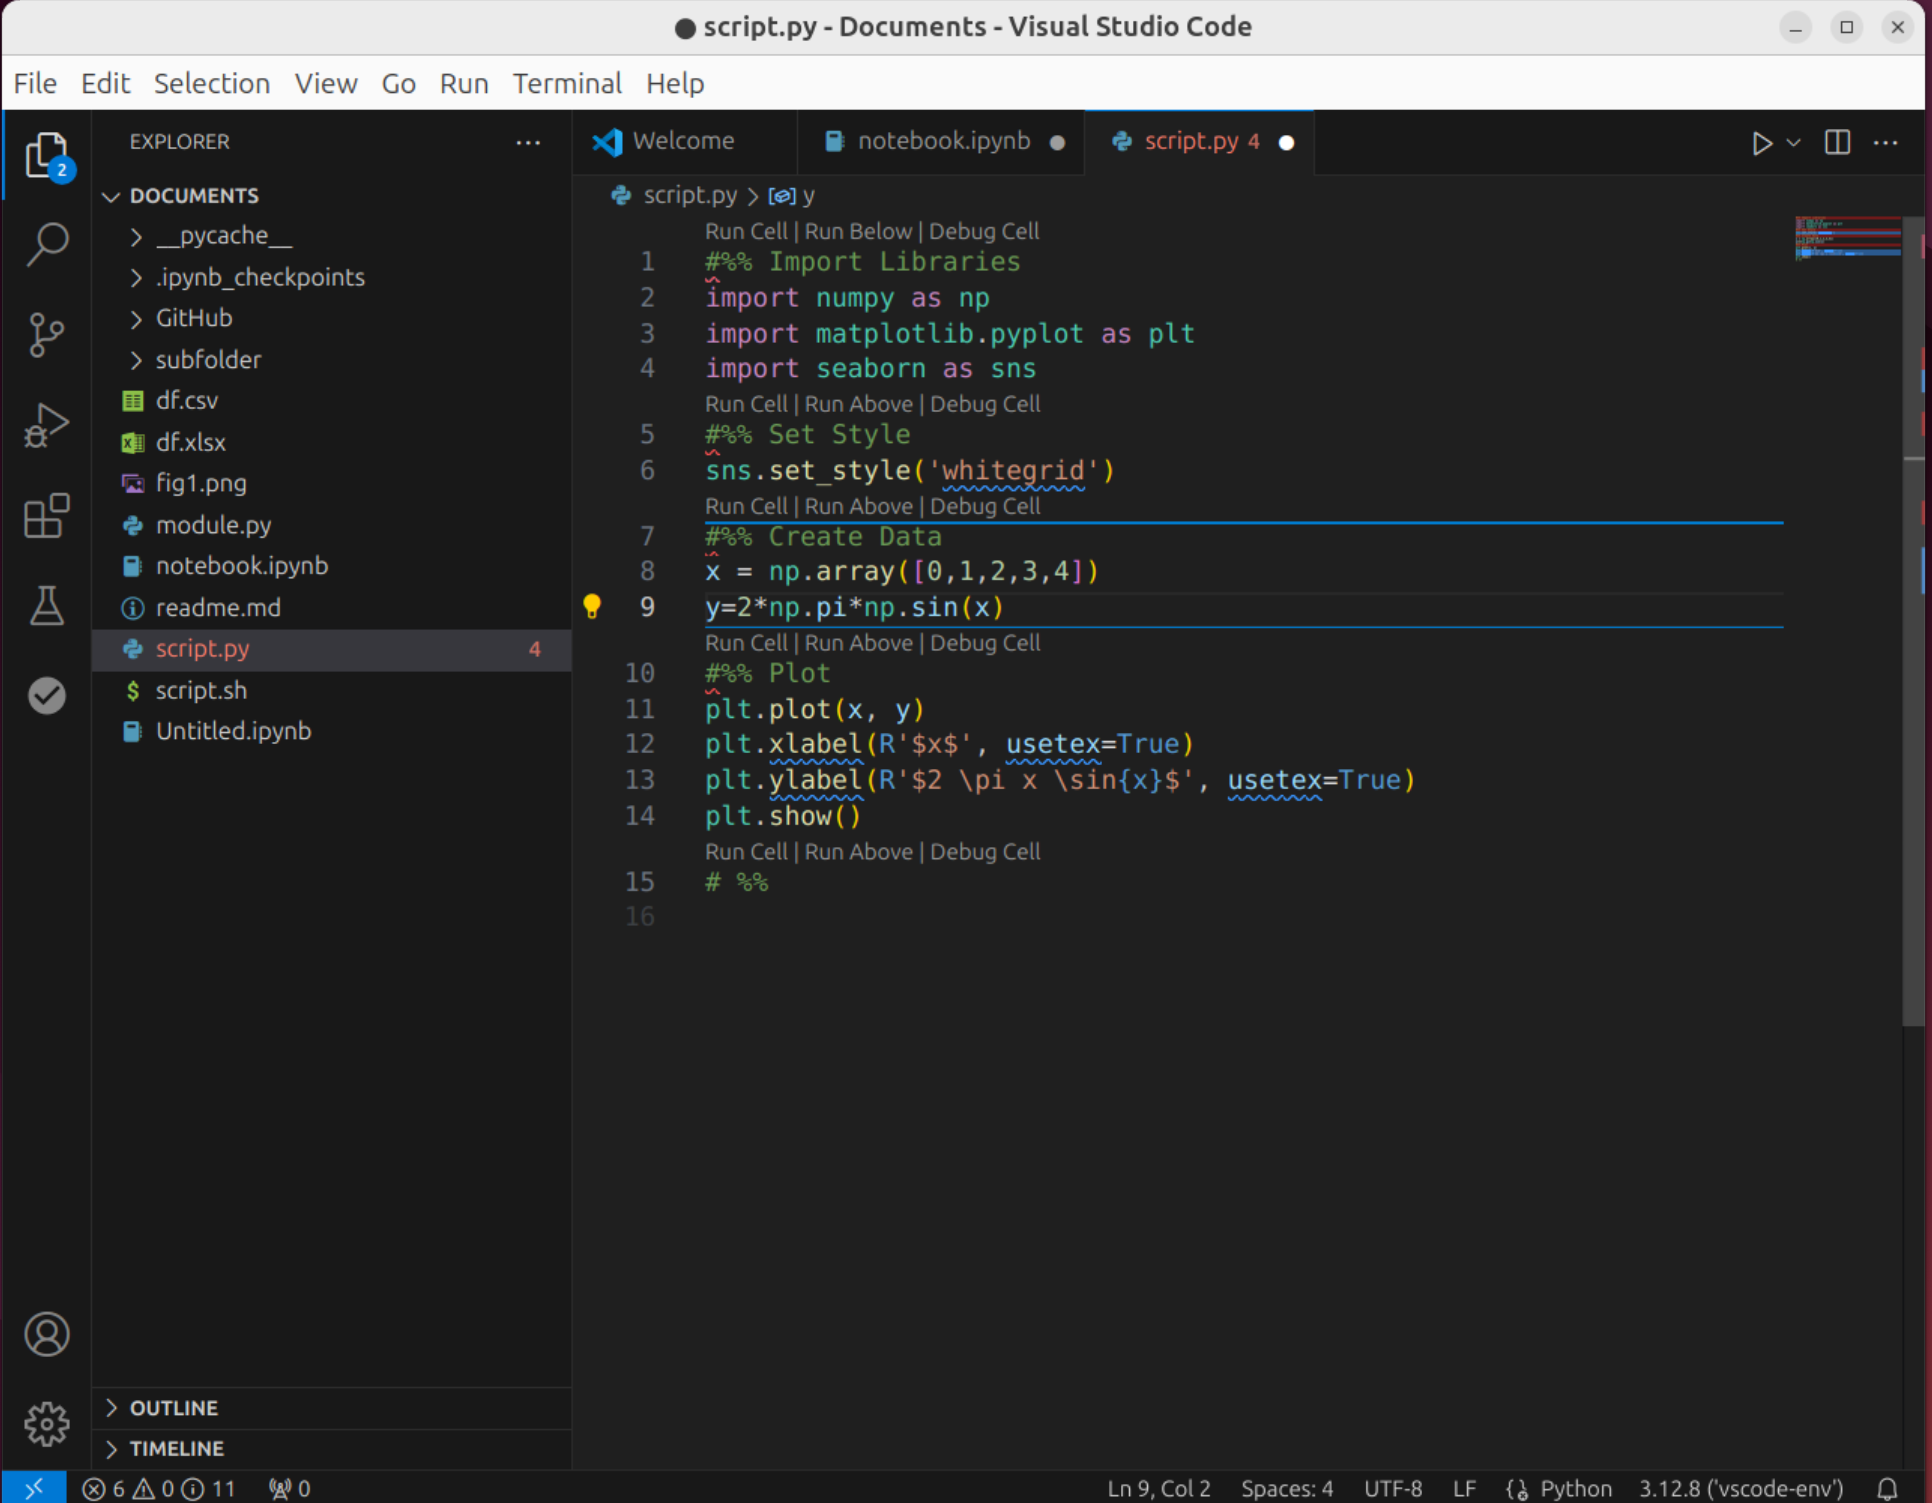 ● script.py - Documents - Visual Studio Code
File Edit Selection View Go Run Terminal Help
2
EXPLORER
DOCUMENTS
__pycache__
.ipynb_checkpoints
GitHub
subfolder
df.csv
df.xlsx
fig1.png
module.py
notebook.ipynb
readme.md
script.py 4
script.sh
Untitled.ipynb
OUTLINE
TIMELINE
Welcome notebook.ipynb ● script.py 4 ●
script.py > y
Run Cell | Run Below | Debug Cell
1 #%% Import Libraries
2 import numpy as np
3 import matplotlib.pyplot as plt
4 import seaborn as sns
Run Cell | Run Above | Debug Cell
5 #%% Set Style
6 sns.set_style('whitegrid')
Run Cell | Run Above | Debug Cell
7 #%% Create Data
8 x = np.array([0,1,2,3,4])
9 y=2*np.pi*np.sin(x)
Run Cell | Run Above | Debug Cell
10 #%% Plot
11 plt.plot(x, y)
12 plt.xlabel(R'$x$', usetex=True)
13 plt.ylabel(R'$2 \pi x \sin{x}$', usetex=True)
14 plt.show()
Run Cell | Run Above | Debug Cell
15 # %%
16
6 0 11 0 Ln 9, Col 2 Spaces: 4 UTF-8 LF Python 3.12.8 ('vscode-env')